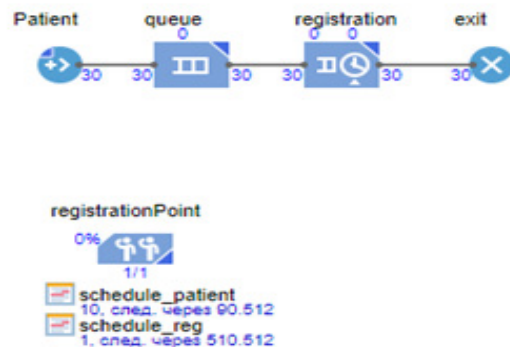 Patient queue registration exit
0 0 0
30 30 30 30 30 30
registrationPoint
0%
1/1
schedule_patient
10, след. через 90.512
schedule_reg
1, след. через 510.512